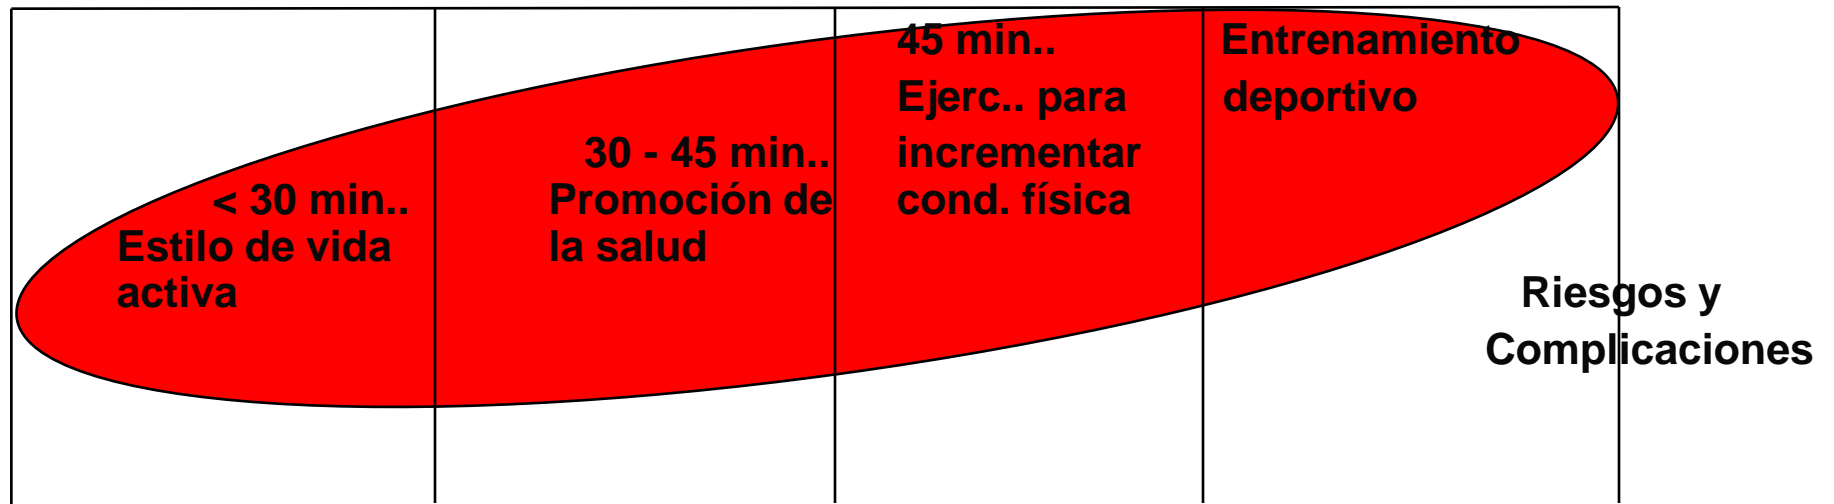 < 30 min..
Estilo de vida
activa
30 - 45 min..
Promoción de
la salud
45 min..
Ejerc.. para
incrementar
cond. física
Entrenamiento
deportivo
Riesgos y
Complicaciones